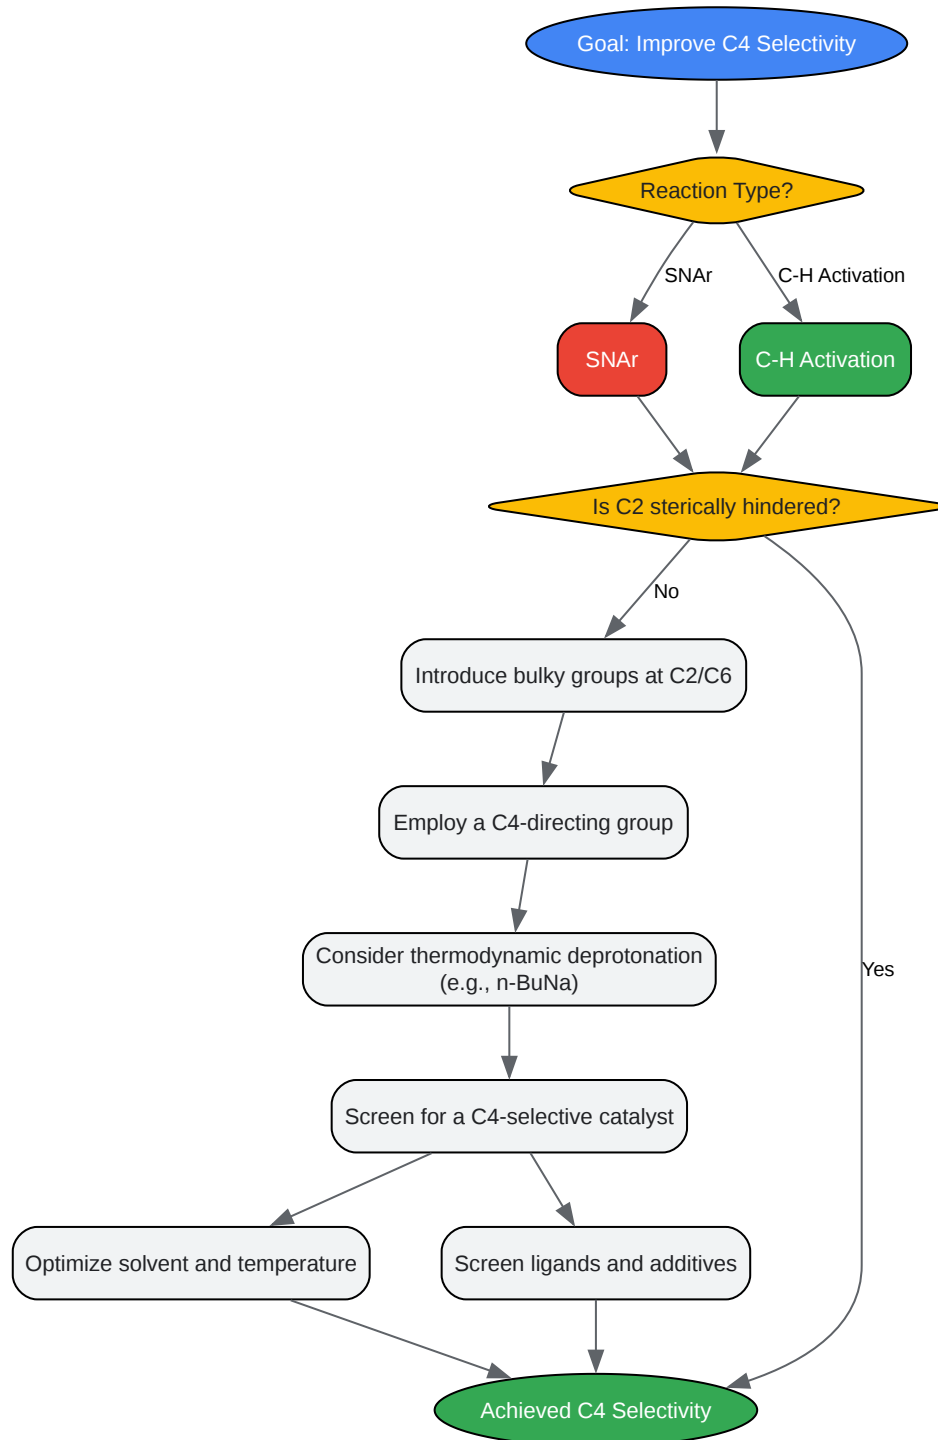 Goal: Improve C4 Selectivity
Reaction Type?
SNAr
C-H Activation
SNAr
C-H Activation
Is C2 sterically hindered?
No
Introduce bulky groups at C2/C6
Employ a C4-directing group
Consider thermodynamic deprotonation
(e.g., n-BuNa)
Yes
Screen for a C4-selective catalyst
Optimize solvent and temperature
Screen ligands and additives
Achieved C4 Selectivity